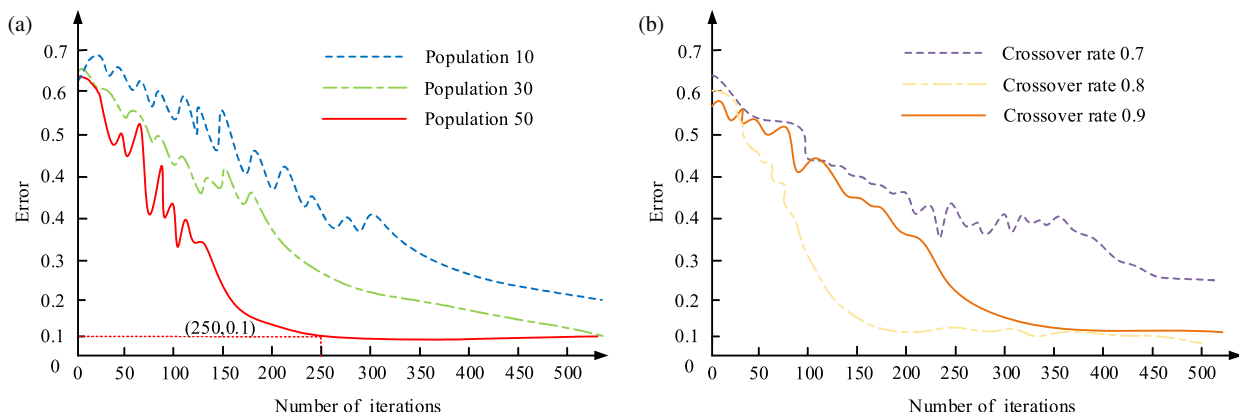 (a)
0.7
0.6
0.5
0.4
0.4
0.3
0.2
0.1
0
Error
Population 10
Population 30
Population 50
(250,0.1)
0 50 100 150 200 250 300 350 400 450 500
Number of iterations
(b)
0.7
0.6
0.5
0.4
0.4
0.3
0.2
0.1
0
Error
Crossover rate 0.7
Crossover rate 0.8
Crossover rate 0.9
0 50 100 150 200 250 300 350 400 450 500
Number of iterations